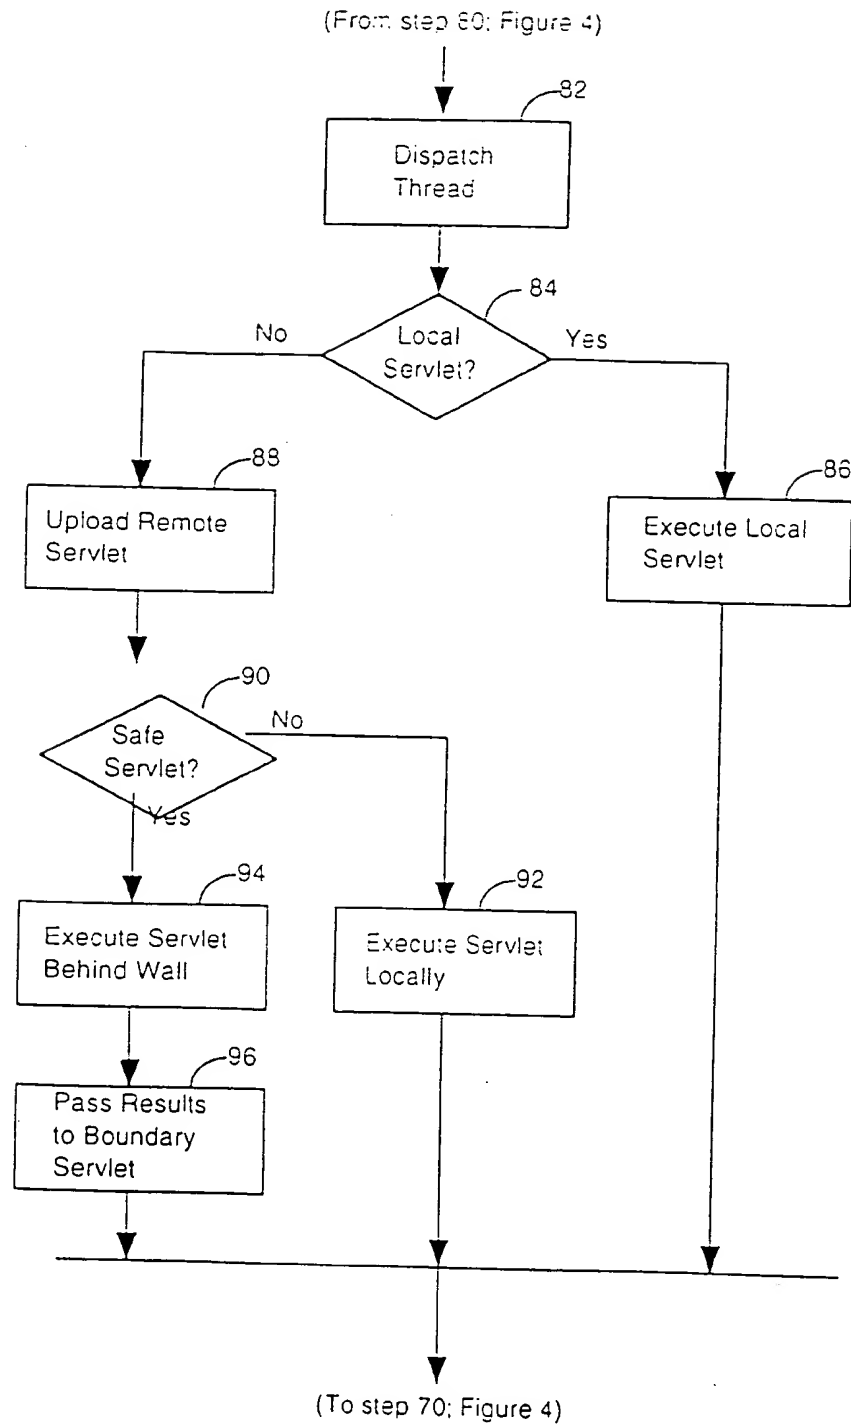 (From step 80; Figure 4)
82
Dispatch
Thread
84
No
Local
Servlet?
Yes
88
Upload Remote
Servlet
86
Execute Local
Servlet
90
Safe
Servlet?
No
Yes
94
Execute Servlet
Behind Wall
92
Execute Servlet
Locally
96
Pass Results
to Boundary
Servlet
(To step 70; Figure 4)